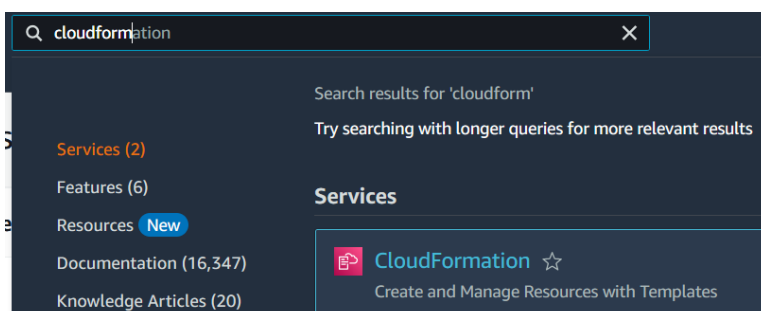 cloudformation
Search results for 'cloudform'
Try searching with longer queries for more relevant results
Services (2)
Features (6)
Resources New
Documentation (16,347)
Knowledge Articles (20)
Services
CloudFormation
Create and Manage Resources with Templates